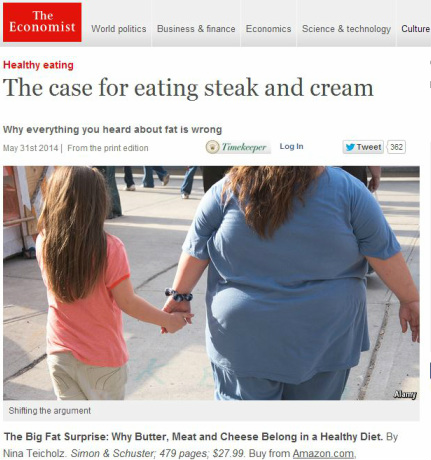 The
Economist
World politics Business & finance Economics Science & technology Culture
Healthy eating
The case for eating steak and cream
Why everything you heard about fat is wrong
May 31st 2014 | From the print edition Timekeeper Log In Tweet 362
Alamy
Shifting the argument
The Big Fat Surprise: Why Butter, Meat and Cheese Belong in a Healthy Diet. By
Nina Teicholz. Simon & Schuster; 479 pages; $27.99. Buy from Amazon.com,